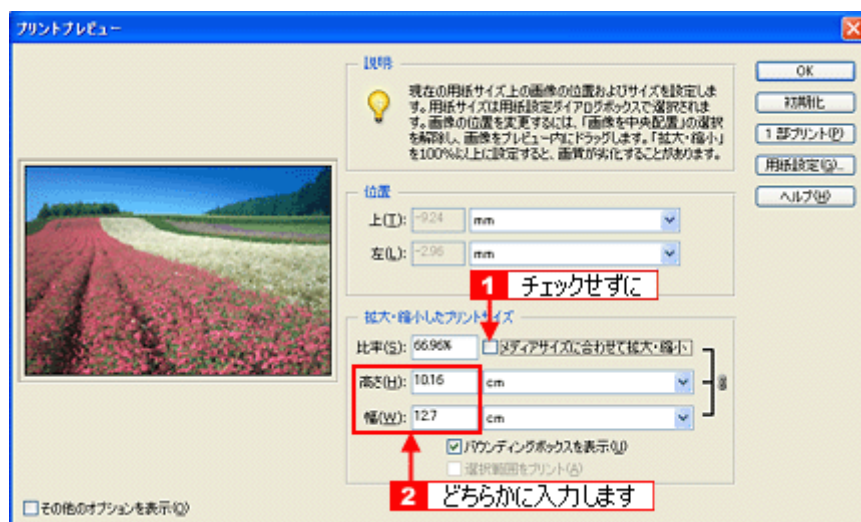 プリントプレビュー
説明
現在の用紙サイズ上の画像の位置およびサイズを設定しま
す。用紙サイズは用紙設定ダイアログボックスで選択されま
す。画像の位置を変更するには、「画像を中央配置」の選択
を解除し、画像をプレビュー内にドラッグします。「拡大・縮小」
を100%以上に設定すると、画質が劣化することがあります。
OK
初期化
1 部プリント(P)
用紙設定(G)...
ヘルプ(H)
位置
上(T): -9.24 mm
左(L): -2.96 mm
1 チェックせずに
拡大・縮小したプリントサイズ
比率(S): 66.96% メディアサイズに合わせて拡大・縮小
高さ(H): 10.16 cm
幅(W): 12.7 cm
バウンディングボックスを表示(U)
選択範囲をプリント(A)
2 どちらかに入力します
その他のオプションを表示(O)